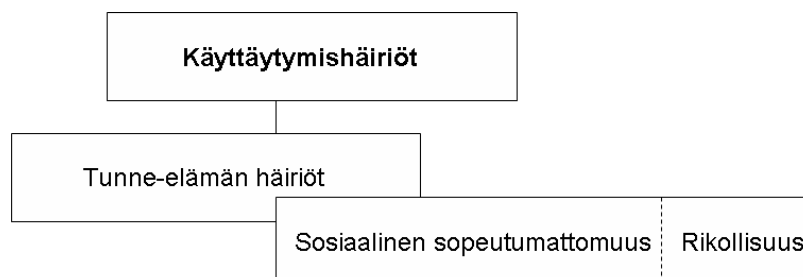 Käyttäytymishäiriöt
Tunne-elämän häiriöt
Sosiaalinen sopeutumattomuus
Rikollisuus